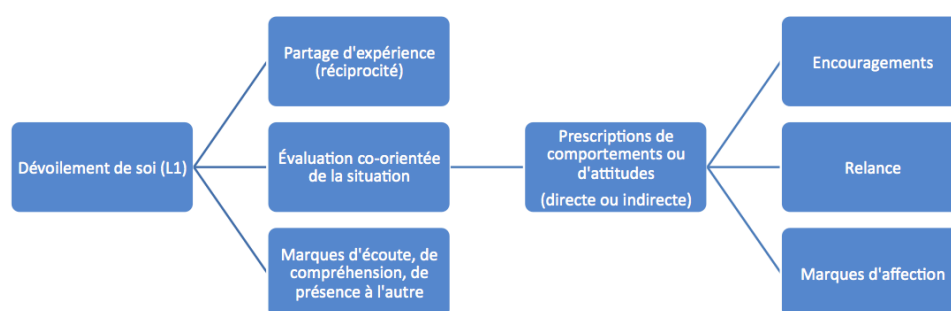 Dévoilement de soi (L1)
Partage d'expérience
(réciprocité)
Évaluation co-orientée
de la situation
Marques d'écoute, de
compréhension, de
présence à l'autre
Prescriptions de
comportements ou
d'attitudes
(directe ou indirecte)
Encouragements
Relance
Marques d'affection